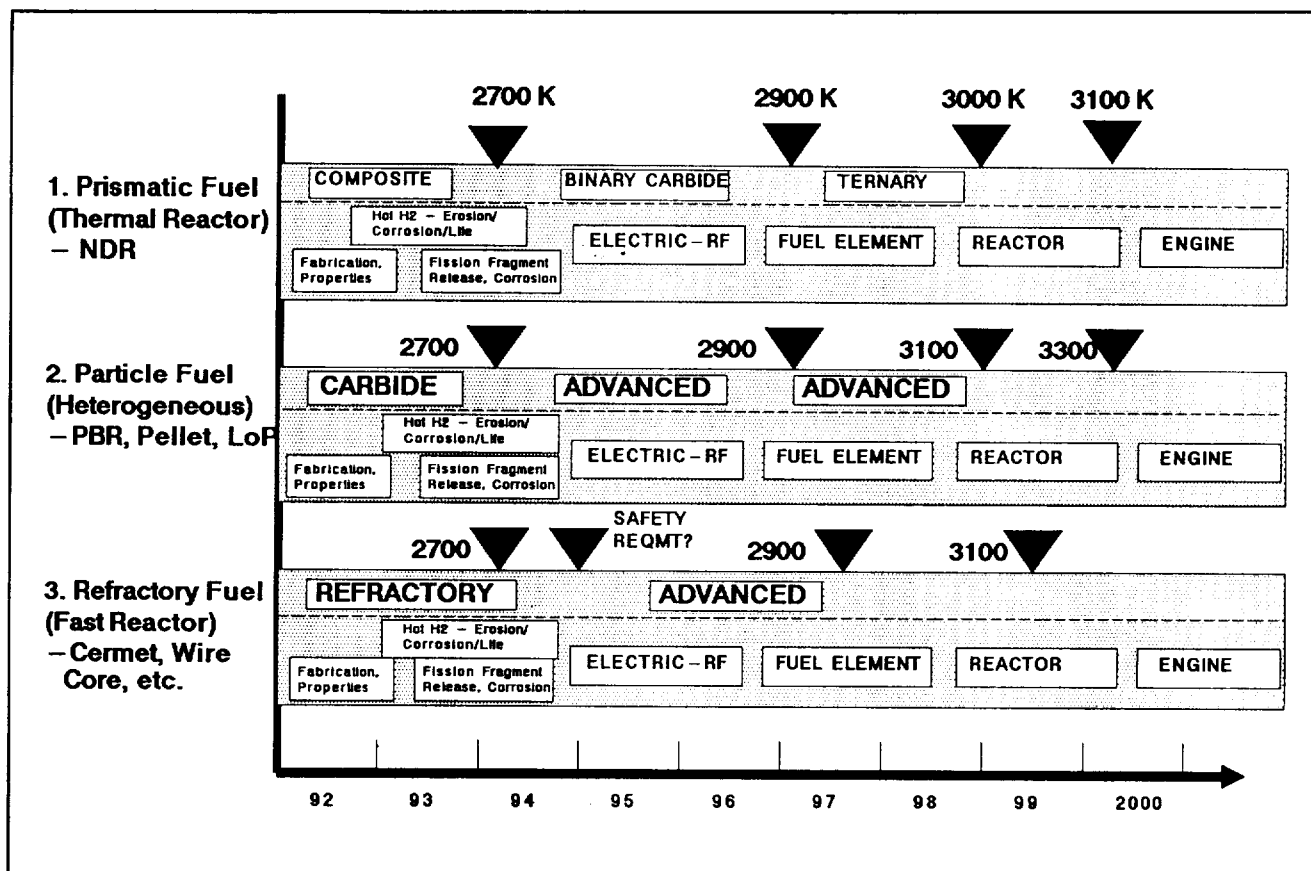 2700 K
2900 K
3000 K
3100 K
1. Prismatic Fuel
(Thermal Reactor)
– NDR
COMPOSITE
BINARY CARBIDE
TERNARY
Hot H2 – Erosion/
Corrosion/Life
Fabrication,
Properties
Fission Fragment
Release, Corrosion
ELECTRIC–RF
FUEL ELEMENT
REACTOR
ENGINE
2700
2900
3100
3300
2. Particle Fuel
(Heterogeneous)
–PBR, Pellet, LoP
CARBIDE
ADVANCED
ADVANCED
Hot H2 – Erosion/
Corrosion/Life
Fabrication,
Properties
Fission Fragment
Release, Corrosion
ELECTRIC–RF
FUEL ELEMENT
REACTOR
ENGINE
2700
SAFETY
REQMT?
2900
3100
3. Refractory Fuel
(Fast Reactor)
–Cermet, Wire
Core, etc.
REFRACTORY
ADVANCED
Hot H2 – Erosion/
Corrosion/Life
Fabrication,
Properties
Fission Fragment
Release, Corrosion
ELECTRIC–RF
FUEL ELEMENT
REACTOR
ENGINE
92 93 94 95 96 97 98 99 2000